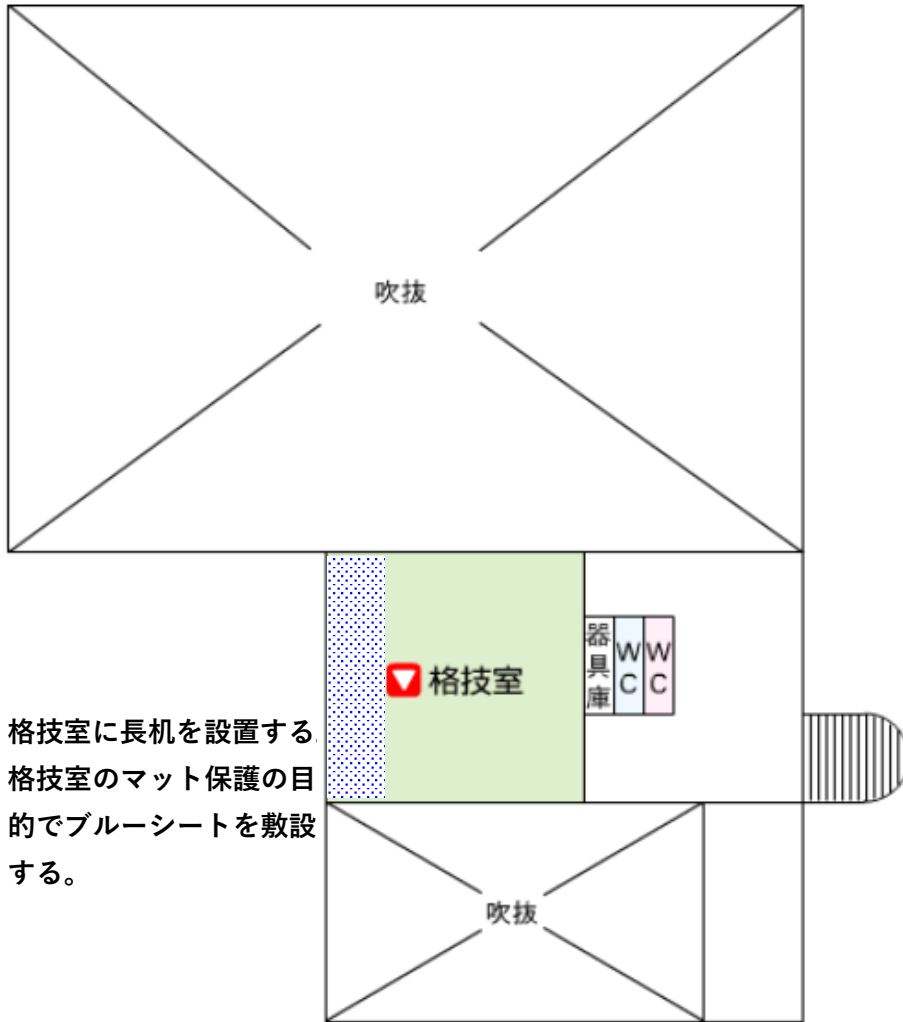 吹抜
器具庫
WC
WC
格技室
格技室に長机を設置する.
格技室のマット保護の目
的でブルーシートを敷設
する。
吹抜